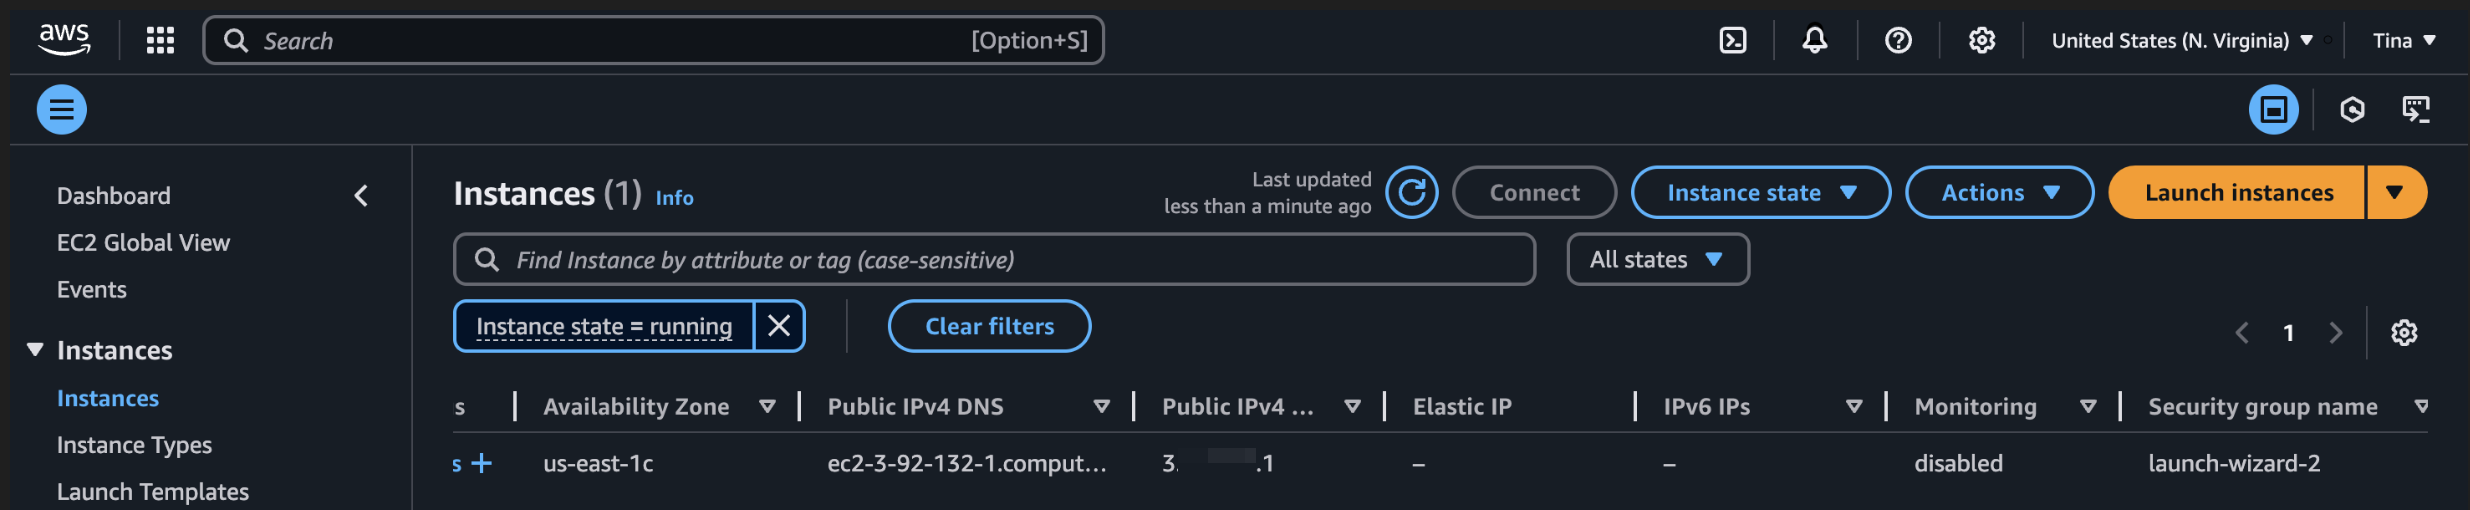 aws
Search [Option+S]
United States (N. Virginia)
Tina
Dashboard
EC2 Global View
Events
Instances
Instances
Instance Types
Launch Templates
Instances (1) Info
Last updated
less than a minute ago
Connect
Instance state
Actions
Launch instances
Find Instance by attribute or tag (case-sensitive)
All states
Instance state = running
Clear filters
1
s Availability Zone Public IPv4 DNS Public IPv4 ... Elastic IP IPv6 IPs Monitoring Security group name
s + us-east-1c ec2-3-92-132-1.comput... 3. .1 – – disabled launch-wizard-2